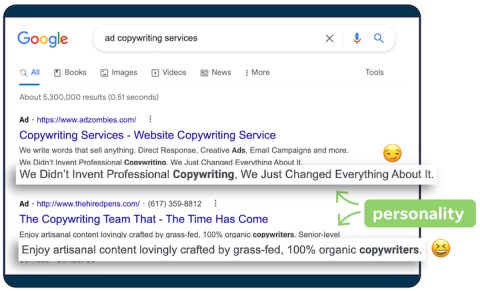 Google
ad copywriting services
All Books Images Videos News More Tools
About 5,300,000 results (0.51 seconds)
Ad · https://www.adzombies.com/
Copywriting Services - Website Copywriting Service
We write words that sell anything. Direct Response, Creative Ads, Email Campaigns and more.
We Didn't Invent Professional Copywriting, We Just Changed Everything About It.
We Didn't Invent Professional Copywriting, We Just Changed Everything About It.
Ad · http://www.thehiredpens.com/ · (617) 359-8812
personality
The Copywriting Team That - The Time Has Come
Enjoy artisanal content lovingly crafted by grass-fed, 100% organic copywriters. Senior-level
Enjoy artisanal content lovingly crafted by grass-fed, 100% organic copywriters.